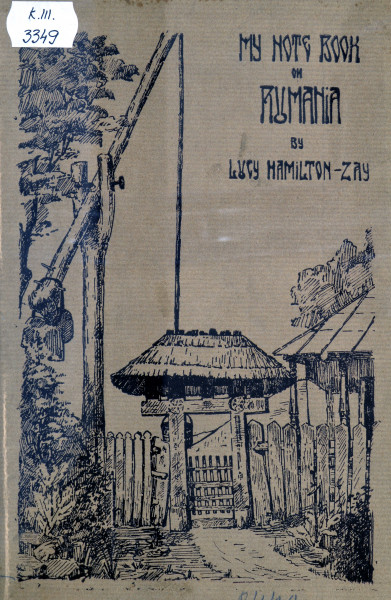 K.III.
3349
MY NOTE BOOK
ON
RUMANIA
BY
LUCY HAMILTON-ZAY